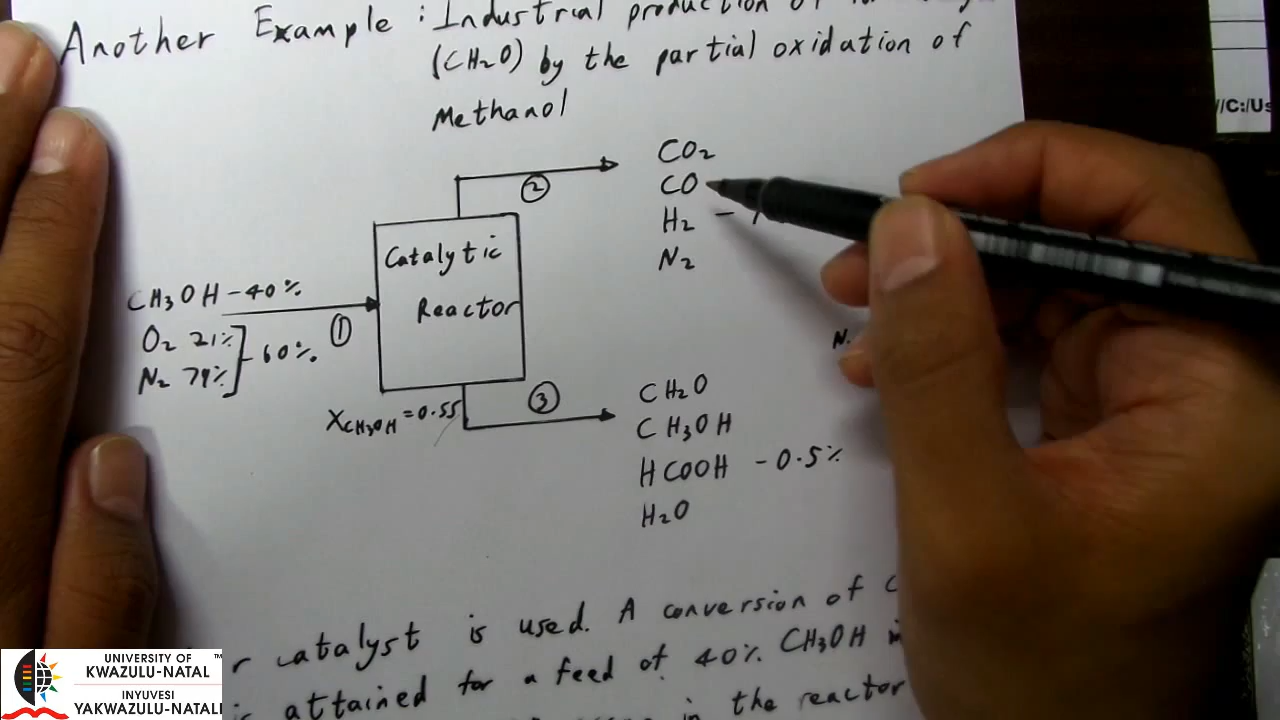 Another Example : Industrial production of
(CH2O) by the partial oxidation of
Methanol
//C:/Us
CO2
CO
H2 -
N2
②
Catalytic
Reactor
CH3OH - 40%
O2 21%
N2 79%
- 60%
①
XCH3OH = 0.55
③
N.
CH2O
CH3OH
HCOOH - 0.5%
H2O
catalyst is used. A conversion of C
attained for a feed of 40% CH3OH
in the reactor
UNIVERSITY OF ™
KWAZULU-NATAL
INYUVESI
YAKWAZULU-NATALI